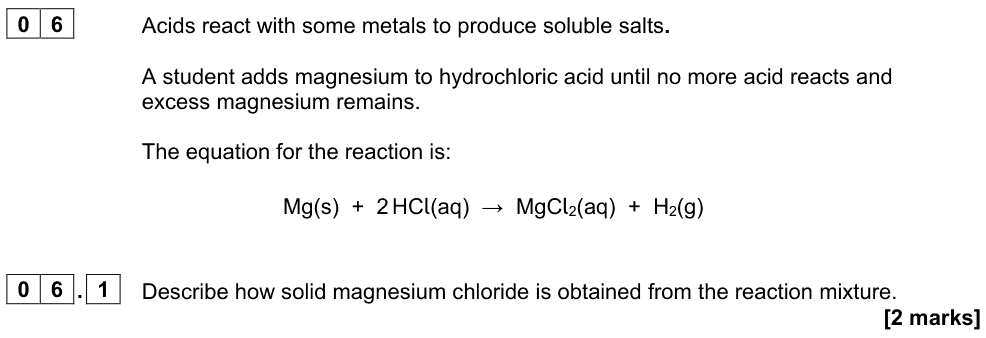 0 6 Acids react with some metals to produce soluble salts.
A student adds magnesium to hydrochloric acid until no more acid reacts and
excess magnesium remains.
The equation for the reaction is:
Mg(s) + 2 HCl(aq) → MgCl₂(aq) + H₂(g)
0 6 . 1 Describe how solid magnesium chloride is obtained from the reaction mixture.
[2 marks]